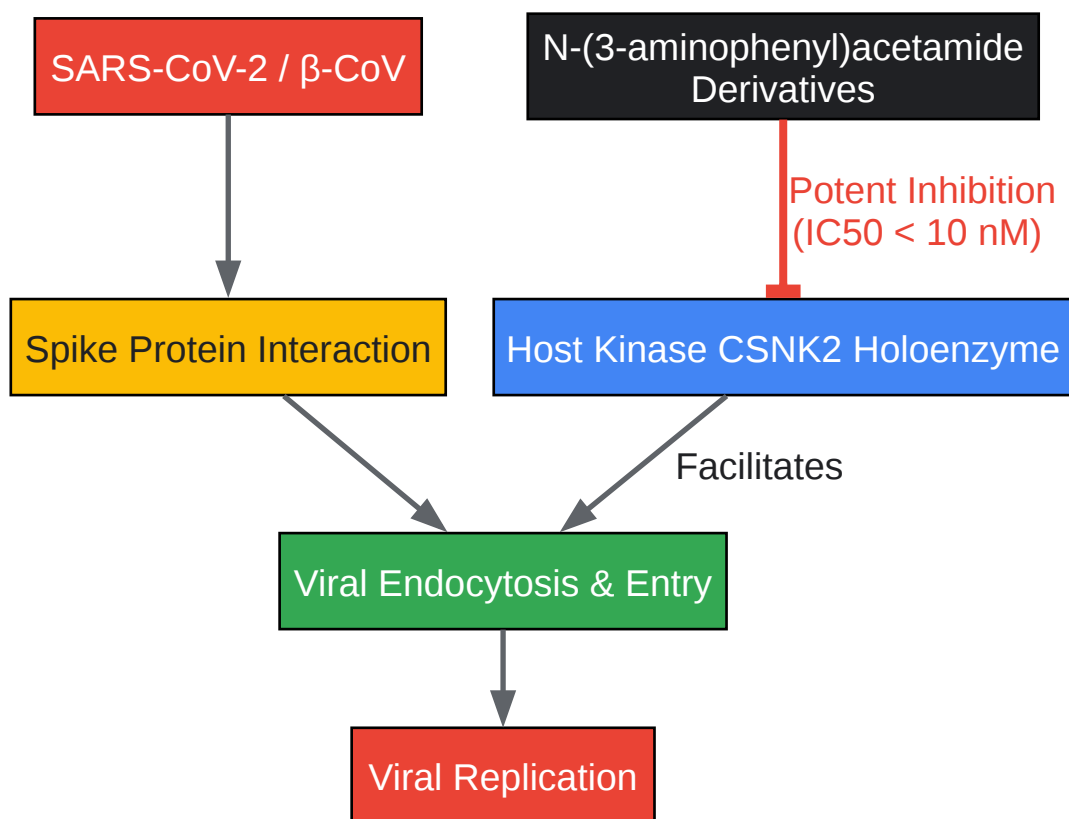 SARS-CoV-2 / β-CoV
N-(3-aminophenyl)acetamide
Derivatives
Potent Inhibition
(IC50 < 10 nM)
Spike Protein Interaction
Host Kinase CSNK2 Holoenzyme
Facilitates
Viral Endocytosis & Entry
Viral Replication